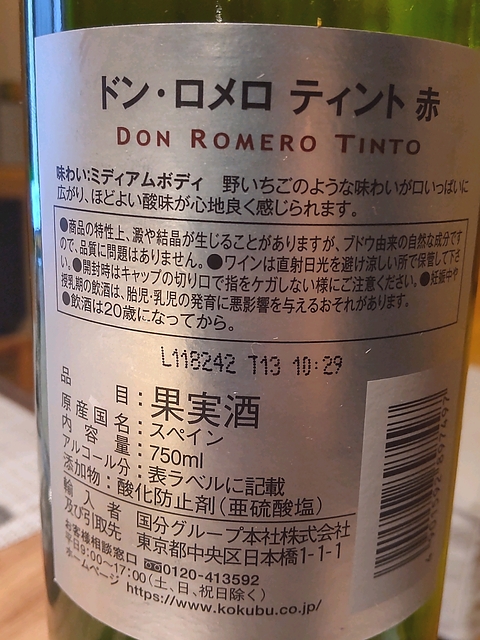 ドン・ロメロ ティント 赤
DON ROMERO TINTO
味わい:ミディアムボディ 野いちごのような味わいが口いっぱいに
広がり、ほどよい酸味が心地良く感じられます。
●商品の特性上、澱や結晶が生じることがありますが、ブドウ由来の自然な成分です
ので、品質に問題はありません。●ワインは直射日光を避け涼しい所で保管して下さ
い。●開封時はキャップの切り口で指をケガしない様にご注意ください。●妊娠中や
授乳期の飲酒は、胎児・乳児の発育に悪影響を与えるおそれがあります。
●飲酒は20歳になってから。
L118242 T13 10:29
品目:果実酒
原産国名:スペイン
内容量:750ml
アルコール分:表ラベルに記載
添加物:酸化防止剤(亜硫酸塩)
輸入者 国分グループ本社株式会社
及び引取先 東京都中央区日本橋1-1-1
お客様相談窓口 0120-413592
平日9:00〜17:00(土、日、祝日除く)
ホームページ https://www.kokubu.co.jp/